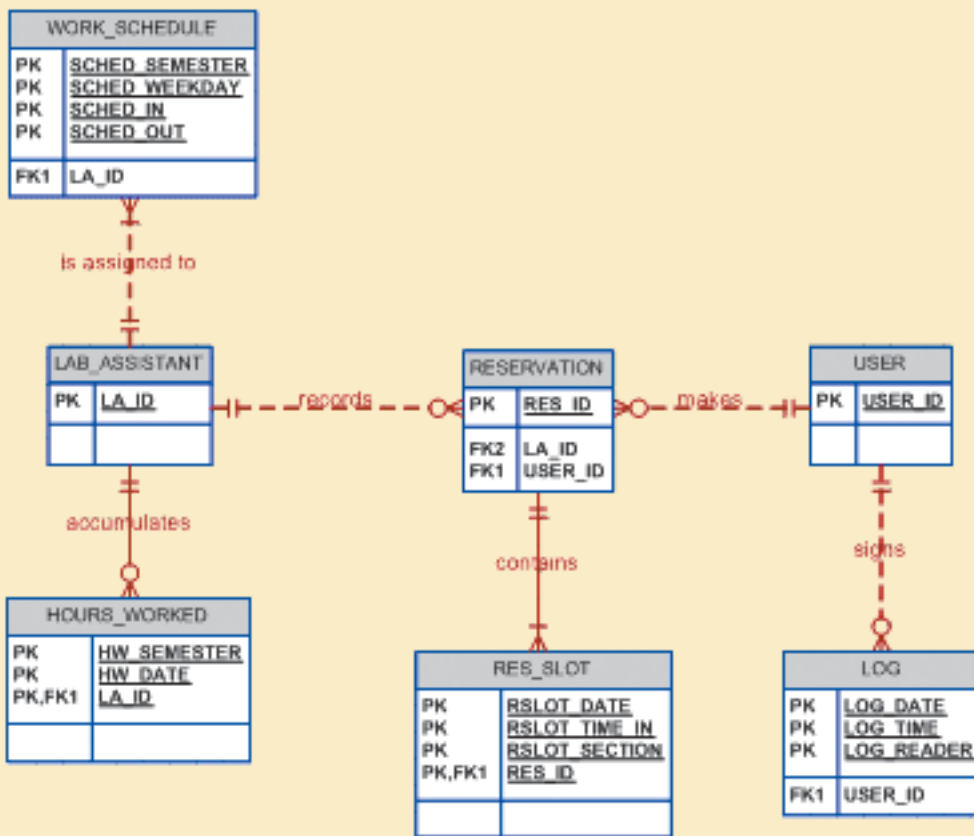 WORK_SCHEDULE
PK SCHED_SEMESTER
PK SCHED_WEEKDAY
PK SCHED_IN
PK SCHED_OUT
FK1 LA_ID
is assigned to
LAB_ASSISTANT
PK LA_ID
records
RESERVATION
PK RES_ID
FK2 LA_ID
FK1 USER_ID
makes
USER
PK USER_ID
accumulates
contains
signs
HOURS_WORKED
PK HW_SEMESTER
PK HW_DATE
PK,FK1 LA_ID
RES_SLOT
PK RSLOT_DATE
PK RSLOT_TIME_IN
PK RSLOT_SECTION
PK,FK1 RES_ID
LOG
PK LOG_DATE
PK LOG_TIME
PK LOG_READER
FK1 USER_ID